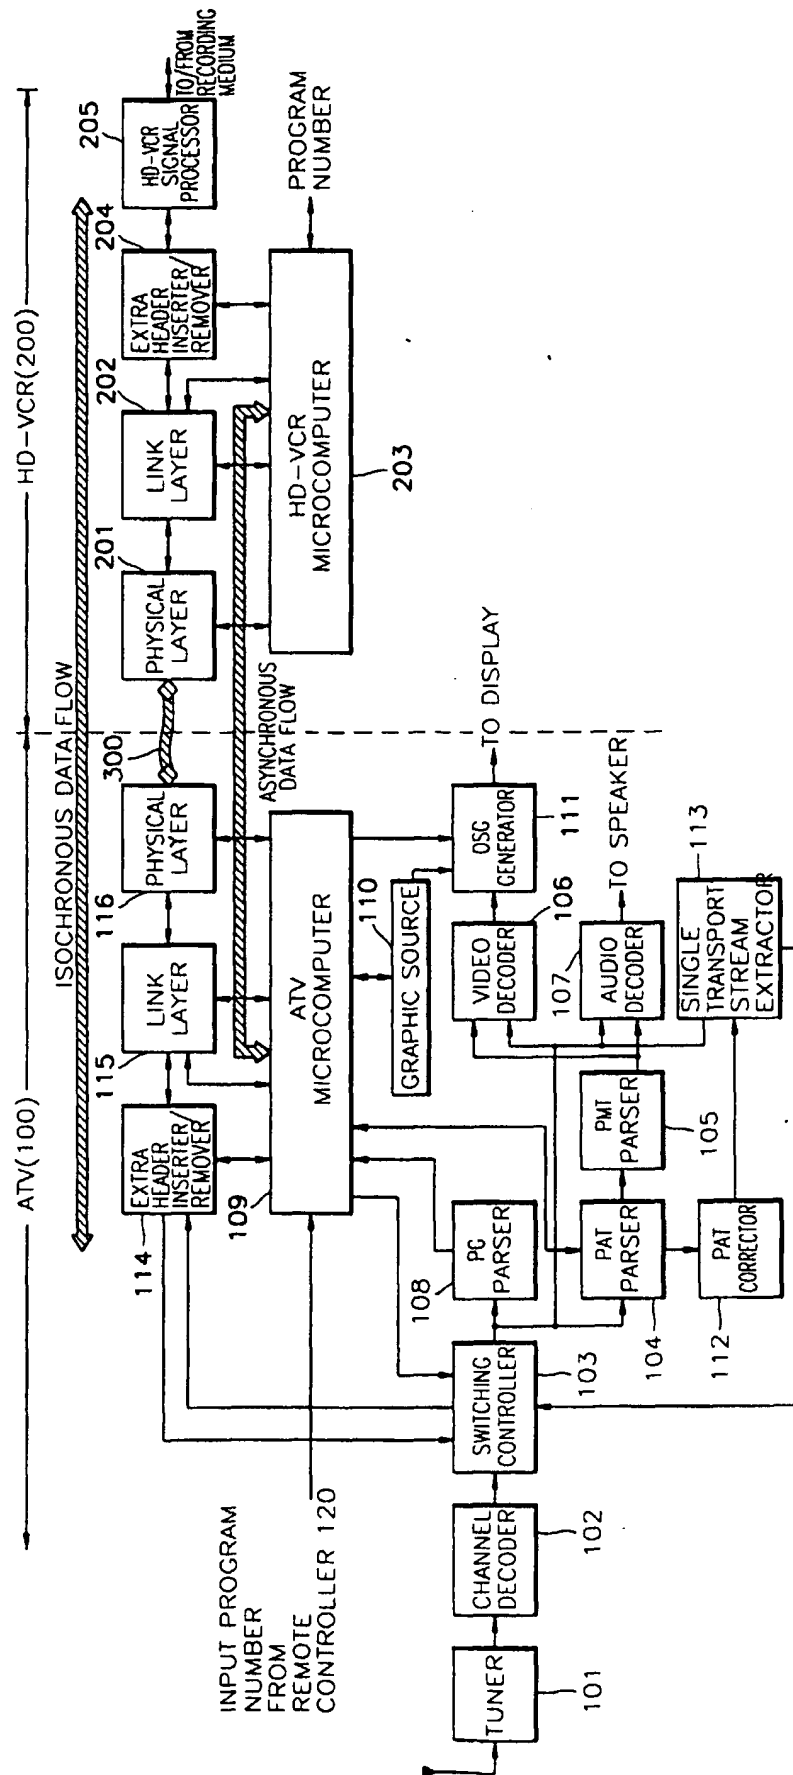 ATV(100)
HD-VCR(200)
ISOCHRONOUS DATA FLOW
114
EXTRA
HEADER
INSERTER
/REMOVER
115
LINK
LAYER
116
PHYSICAL
LAYER
300
201
PHYSICAL
LAYER
202
LINK
LAYER
204
EXTRA
HEADER
INSERTER
/REMOVER
205
HD-VCR
SIGNAL
PROCESSOR
TO/FROM
RECORDING
MEDIUM
ASYNCHRONOUS
DATA FLOW
109
ATV
MICROCOMPUTER
HD-VCR
MICROCOMPUTER
203
PROGRAM
NUMBER
INPUT PROGRAM
NUMBER
FROM
REMOTE
CONTROLLER 120
110
GRAPHIC SOURCE
TUNER
101
CHANNEL
DECODER
102
SWITCHING
CONTROLLER
103
108
PG
PARSER
PAT
PARSER
104
PMT
PARSER
105
VIDEO
DECODER
106
OSG
GENERATOR
111
TO DISPLAY
107
AUDIO
DECODER
TO SPEAKER
112
PAT
CORRECTOR
SINGLE
TRANSPORT
STREAM
EXTRACTOR
113